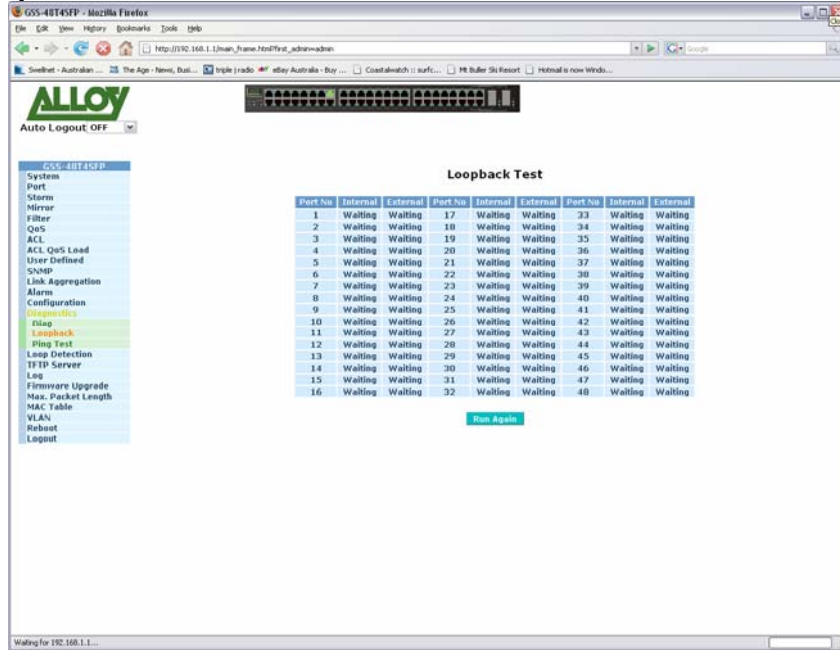 GSS-48T4SFP - Mozilla Firefox
File Edit View History Bookmarks Tools Help
http://192.168.1.1/main_frame.html?first_admin=admin
Google
Swellnet - Australian ... The Age - News, Busi... triple j radio eBay Australia - Buy ... Coastalwatch :: surfc... Mt Buller Ski Resort Hotmail is now Windo...
ALLOY
Auto Logout OFF
GSS-48T4SFP
System
Port
Storm
Mirror
Filter
QoS
ACL
ACL QoS Load
User Defined
SNMP
Link Aggregation
Alarm
Configuration
Diagnostics
Diag
Loopback
Ping Test
Loop Detection
TFTP Server
Log
Firmware Upgrade
Max. Packet Length
MAC Table
VLAN
Reboot
Logout
Loopback Test
Port No Internal External Port No Internal External Port No Internal External
1 Waiting Waiting 17 Waiting Waiting 33 Waiting Waiting
2 Waiting Waiting 18 Waiting Waiting 34 Waiting Waiting
3 Waiting Waiting 19 Waiting Waiting 35 Waiting Waiting
4 Waiting Waiting 20 Waiting Waiting 36 Waiting Waiting
5 Waiting Waiting 21 Waiting Waiting 37 Waiting Waiting
6 Waiting Waiting 22 Waiting Waiting 38 Waiting Waiting
7 Waiting Waiting 23 Waiting Waiting 39 Waiting Waiting
8 Waiting Waiting 24 Waiting Waiting 40 Waiting Waiting
9 Waiting Waiting 25 Waiting Waiting 41 Waiting Waiting
10 Waiting Waiting 26 Waiting Waiting 42 Waiting Waiting
11 Waiting Waiting 27 Waiting Waiting 43 Waiting Waiting
12 Waiting Waiting 28 Waiting Waiting 44 Waiting Waiting
13 Waiting Waiting 29 Waiting Waiting 45 Waiting Waiting
14 Waiting Waiting 30 Waiting Waiting 46 Waiting Waiting
15 Waiting Waiting 31 Waiting Waiting 47 Waiting Waiting
16 Waiting Waiting 32 Waiting Waiting 48 Waiting Waiting
Run Again
Waiting for 192.168.1.1...